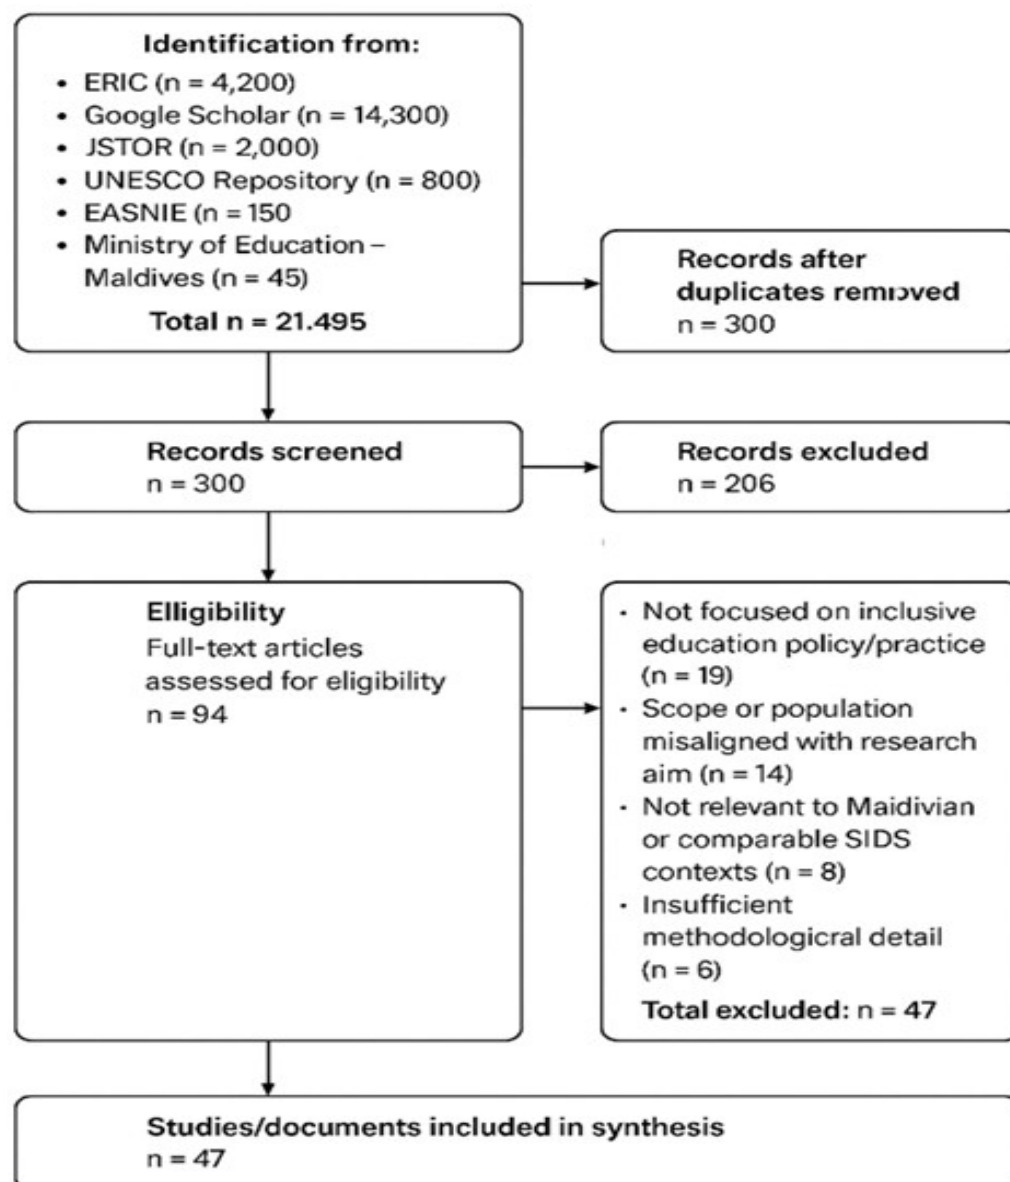 Identification from:
• ERIC (n = 4,200)
• Google Scholar (n = 14,300)
• JSTOR (n = 2,000)
• UNESCO Repository (n = 800)
• EASNIE (n = 150
• Ministry of Education –
Maldives (n = 45)
Total n = 21.495
Records after
duplicates removed
n = 300
Records screened
n = 300
Records excluded
n = 206
Elligibility
Full-text articles
assessed for eligibility
n = 94
· Not focused on inclusive
education policy/practice
(n = 19)
· Scope or population
misaligned with research
aim (n = 14)
· Not relevant to Maidivian
or comparable SIDS
contexts (n = 8)
· Insufficient
methodologicral detail
(n = 6)
Total excluded: n = 47
Studies/documents included in synthesis
n = 47